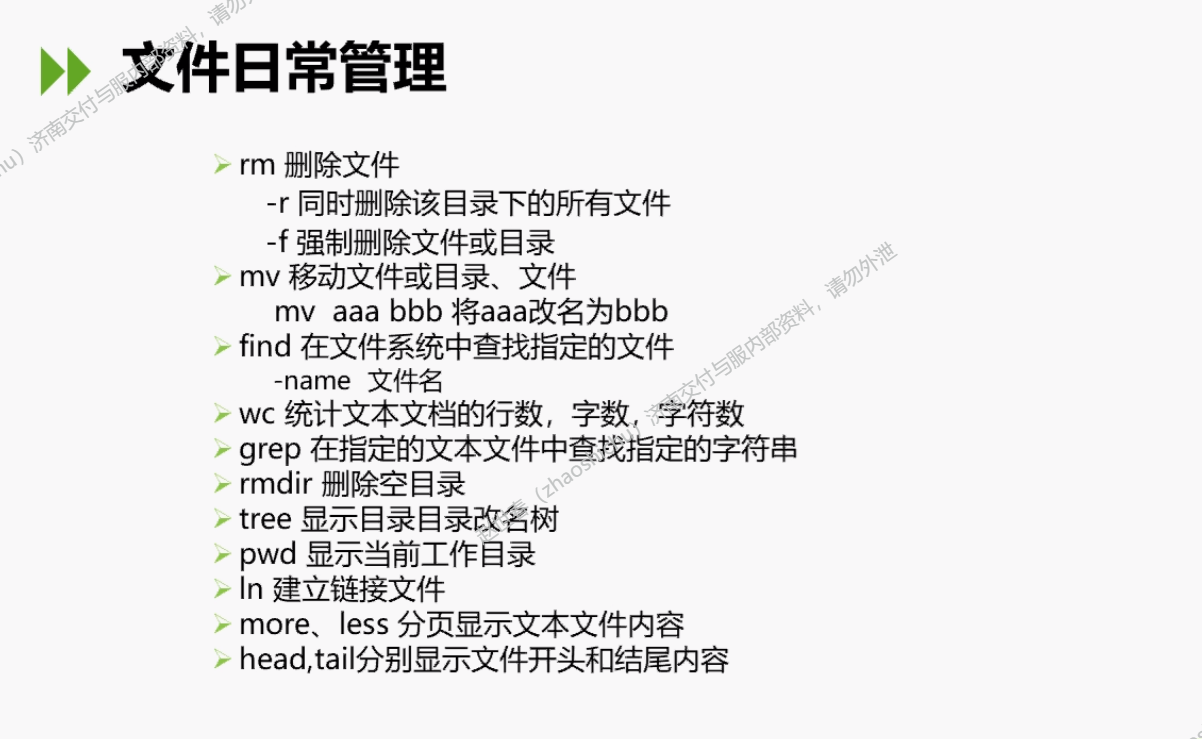 文件日常管理
rm 删除文件
-r 同时删除该目录下的所有文件
-f 强制删除文件或目录
mv 移动文件或目录、文件
mv aaa bbb 将aaa改名为bbb
find 在文件系统中查找指定的文件
-name 文件名
wc 统计文本文档的行数，字数，字符数
grep 在指定的文本文件中查找指定的字符串
rmdir 删除空目录
tree 显示目录目录改名树
pwd 显示当前工作目录
ln 建立链接文件
more、less 分页显示文本文件内容
head,tail分别显示文件开头和结尾内容
济南交付与服内部资料，请勿
济南交付与服内部资料，请勿外泄